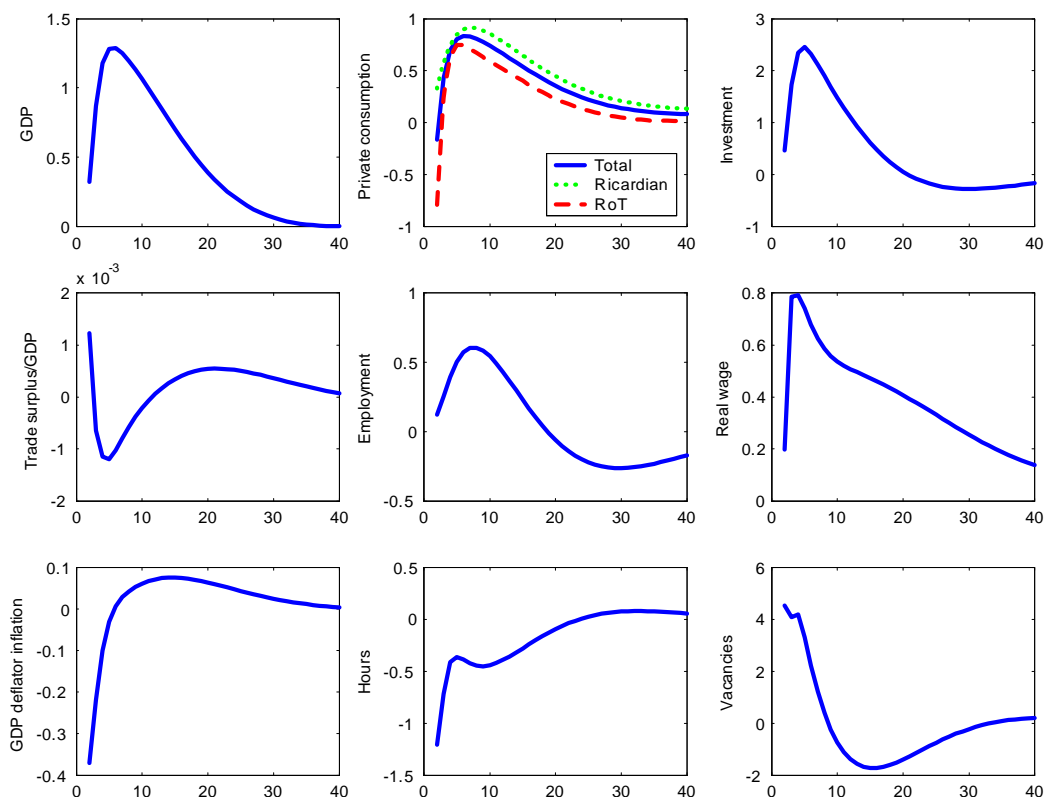 GDP
1.5
1
0.5
0
0 10 20 30 40
Private consumption
1
0.5
0
-0.5
-1
0 10 20 30 40
Total
Ricardian
RoT
Investment
3
2
1
0
-1
0 10 20 30 40
x 10-3
Trade surplus/GDP
2
1
0
-1
-2
0 10 20 30 40
Employment
1
0.5
0
-0.5
0 10 20 30 40
Real wage
0.8
0.6
0.4
0.2
0
0 10 20 30 40
GDP deflator inflation
0.1
0
-0.1
-0.2
-0.3
-0.4
0 10 20 30 40
Hours
0.5
0
-0.5
-1
-1.5
0 10 20 30 40
Vacancies
6
4
2
0
-2
0 10 20 30 40